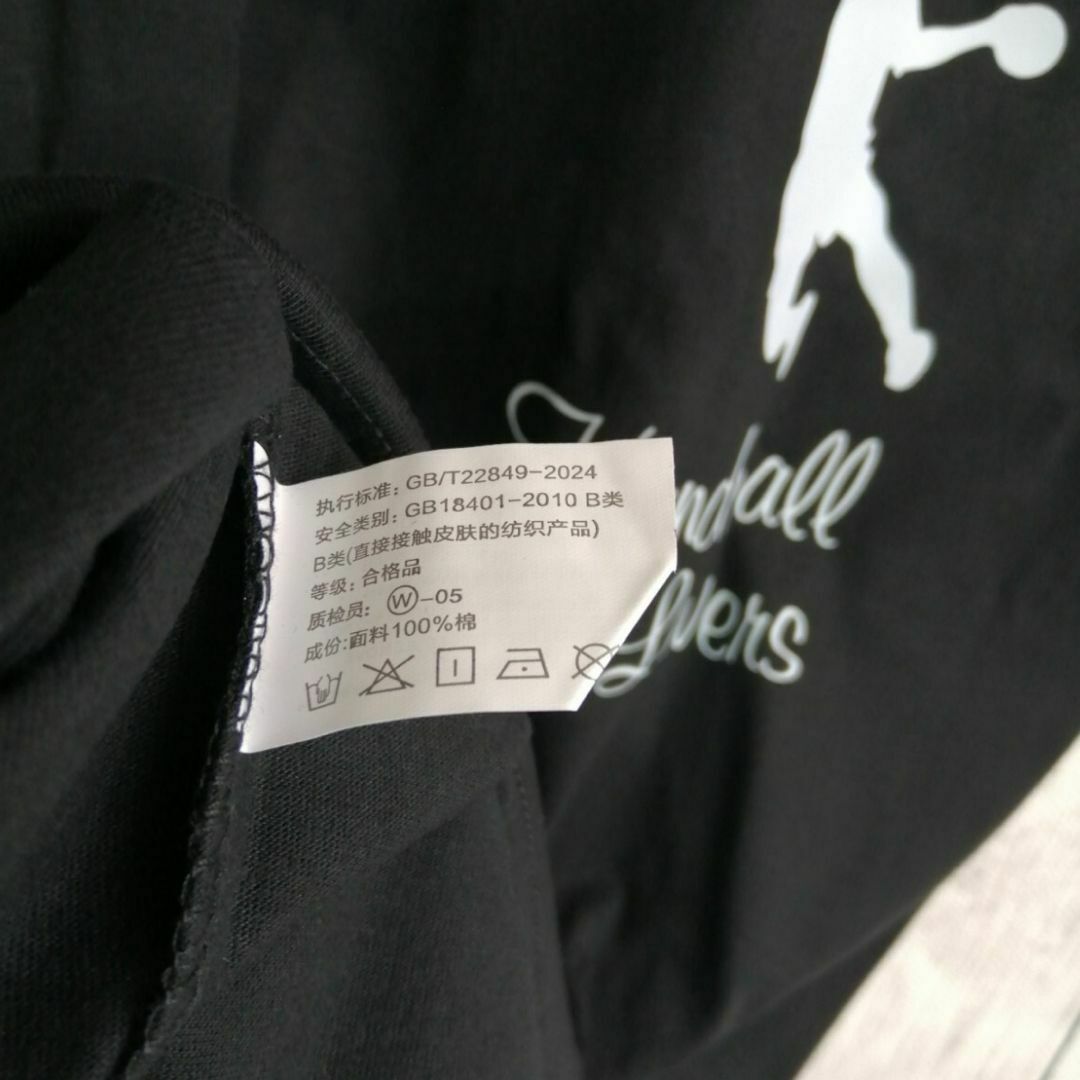 执行标准：GB/T22849-2024
安全类别：GB18401-2010 B类
B类(直接接触皮肤的纺织产品)
等级：合格品
质检员：Ⓦ-05
成份:面料100%棉
Lovers